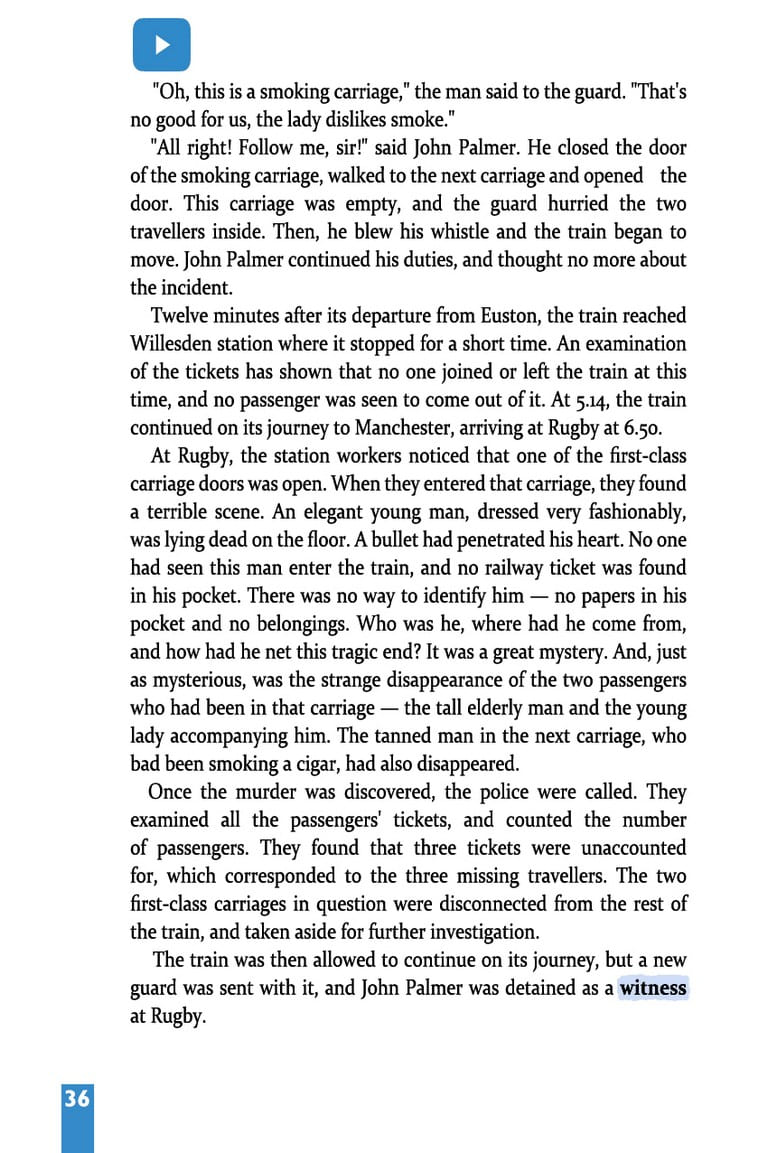 "Oh, this is a smoking carriage," the man said to the guard. "That's
no good for us, the lady dislikes smoke."
"All right! Follow me, sir!" said John Palmer. He closed the door
of the smoking carriage, walked to the next carriage and opened the
door. This carriage was empty, and the guard hurried the two
travellers inside. Then, he blew his whistle and the train began to
move. John Palmer continued his duties, and thought no more about
the incident.
Twelve minutes after its departure from Euston, the train reached
Willesden station where it stopped for a short time. An examination
of the tickets has shown that no one joined or left the train at this
time, and no passenger was seen to come out of it. At 5.14, the train
continued on its journey to Manchester, arriving at Rugby at 6.50.
At Rugby, the station workers noticed that one of the first-class
carriage doors was open. When they entered that carriage, they found
a terrible scene. An elegant young man, dressed very fashionably,
was lying dead on the floor. A bullet had penetrated his heart. No one
had seen this man enter the train, and no railway ticket was found
in his pocket. There was no way to identify him — no papers in his
pocket and no belongings. Who was he, where had he come from,
and how had he net this tragic end? It was a great mystery. And, just
as mysterious, was the strange disappearance of the two passengers
who had been in that carriage — the tall elderly man and the young
lady accompanying him. The tanned man in the next carriage, who
bad been smoking a cigar, had also disappeared.
Once the murder was discovered, the police were called. They
examined all the passengers' tickets, and counted the number
of passengers. They found that three tickets were unaccounted
for, which corresponded to the three missing travellers. The two
first-class carriages in question were disconnected from the rest of
the train, and taken aside for further investigation.
The train was then allowed to continue on its journey, but a new
guard was sent with it, and John Palmer was detained as a witness
at Rugby.
36